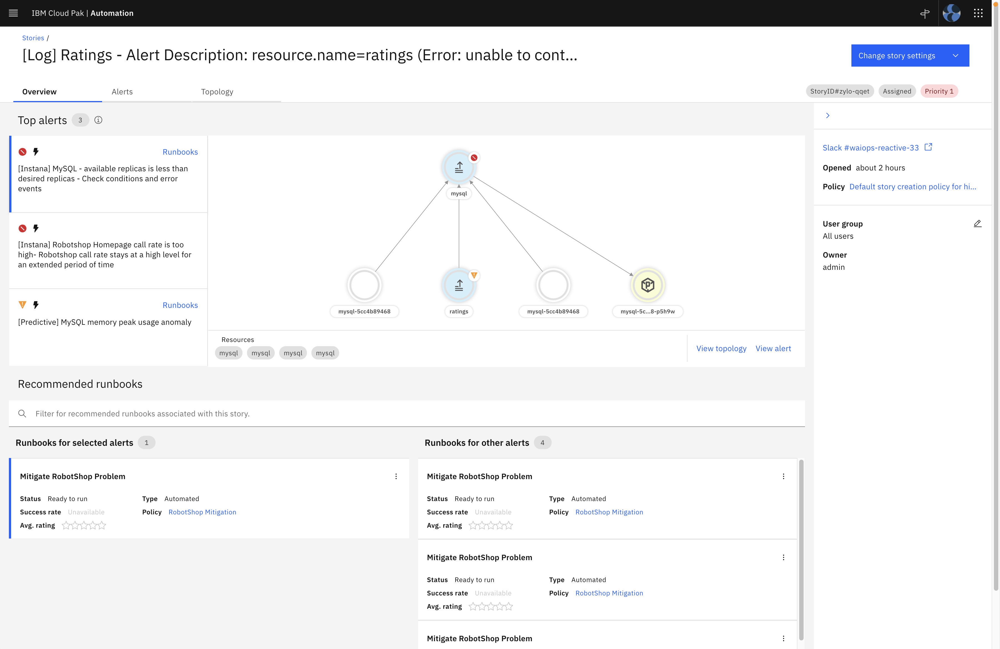 IBM Cloud Pak | Automation
Stories /
[Log] Ratings - Alert Description: resource.name=ratings (Error: unable to cont...
Change story settings
Overview
Alerts
Topology
StoryID#zylo-qqet
Assigned
Priority 1
Top alerts 3
Runbooks
[Instana] MySQL - available replicas is less than
desired replicas - Check conditions and error
events
[Instana] Robotshop Homepage call rate is too
high- Robotshop call rate stays at a high level for
an extended period of time
Runbooks
[Predictive] MySQL memory peak usage anomaly
mysql
mysql-5cc4b89468
ratings
mysql-5cc4b89468
mysql-5c...8-p5h9w
Resources
mysql
mysql
mysql
mysql
View topology
View alert
Slack #waiops-reactive-33
Opened about 2 hours
Policy Default story creation policy for hi...
User group
All users
Owner
admin
Recommended runbooks
Filter for recommended runbooks associated with this story.
Runbooks for selected alerts 1
Mitigate RobotShop Problem
Status Ready to run
Type Automated
Success rate Unavailable
Policy RobotShop Mitigation
Avg. rating
Runbooks for other alerts 4
Mitigate RobotShop Problem
Status Ready to run
Type Automated
Success rate Unavailable
Policy RobotShop Mitigation
Avg. rating
Mitigate RobotShop Problem
Status Ready to run
Type Automated
Success rate Unavailable
Policy RobotShop Mitigation
Avg. rating
Mitigate RobotShop Problem